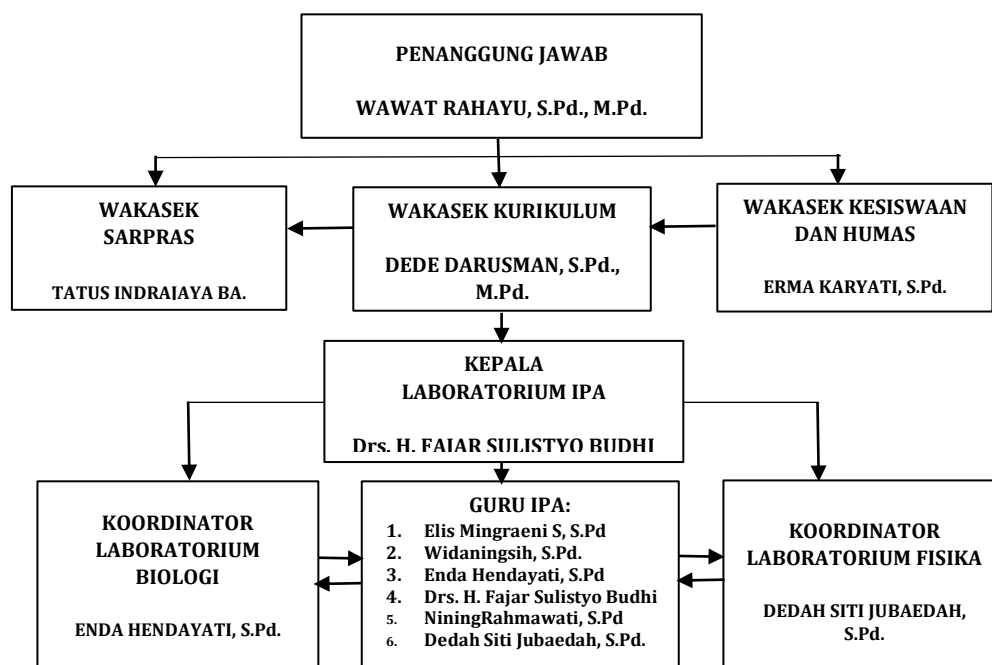 PENANGGUNG JAWAB
WAWAT RAHAYU, S.Pd., M.Pd.
WAKASEK
SARPRAS
TATUS INDRAJAYA BA.
WAKASEK KURIKULUM
DEDE DARUSMAN, S.Pd.,
M.Pd.
WAKASEK KESISWAAN
DAN HUMAS
ERMA KARYATI, S.Pd.
KEPALA
LABORATORIUM IPA
Drs. H. FAJAR SULISTYO BUDHI
KOORDINATOR
LABORATORIUM
BIOLOGI
ENDA HENDAYATI, S.Pd.
GURU IPA:
1. Elis Mingraeni S, S.Pd
2. Widaningsih, S.Pd.
3. Enda Hendayati, S.Pd
4. Drs. H. Fajar Sulistyo Budhi
5. NiningRahmawati, S.Pd
6. Dedah Siti Jubaedah, S.Pd.
KOORDINATOR
LABORATORIUM FISIKA
DEDAH SITI JUBAEDAH,
S.Pd.